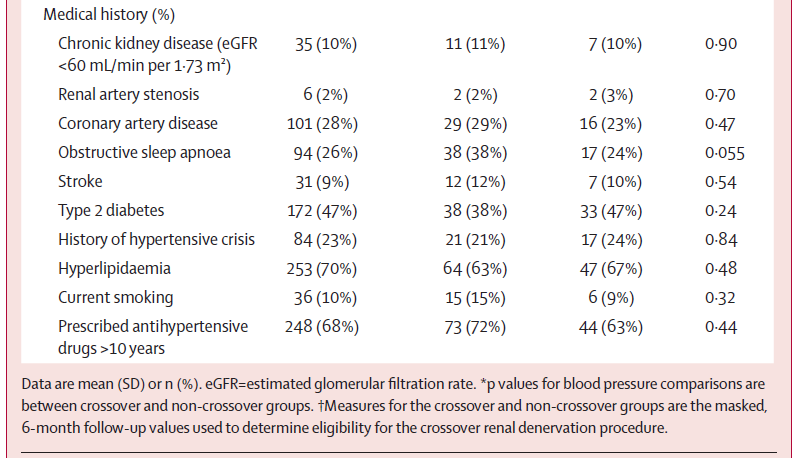 Medical history (%)
Chronic kidney disease (eGFR 35 (10%) 11 (11%) 7 (10%) 0·90
<60 mL/min per 1·73 m²)
Renal artery stenosis 6 (2%) 2 (2%) 2 (3%) 0·70
Coronary artery disease 101 (28%) 29 (29%) 16 (23%) 0·47
Obstructive sleep apnoea 94 (26%) 38 (38%) 17 (24%) 0·055
Stroke 31 (9%) 12 (12%) 7 (10%) 0·54
Type 2 diabetes 172 (47%) 38 (38%) 33 (47%) 0·24
History of hypertensive crisis 84 (23%) 21 (21%) 17 (24%) 0·84
Hyperlipidaemia 253 (70%) 64 (63%) 47 (67%) 0·48
Current smoking 36 (10%) 15 (15%) 6 (9%) 0·32
Prescribed antihypertensive 248 (68%) 73 (72%) 44 (63%) 0·44
drugs >10 years
Data are mean (SD) or n (%). eGFR=estimated glomerular filtration rate. *p values for blood pressure comparisons are
between crossover and non-crossover groups. †Measures for the crossover and non-crossover groups are the masked,
6-month follow-up values used to determine eligibility for the crossover renal denervation procedure.